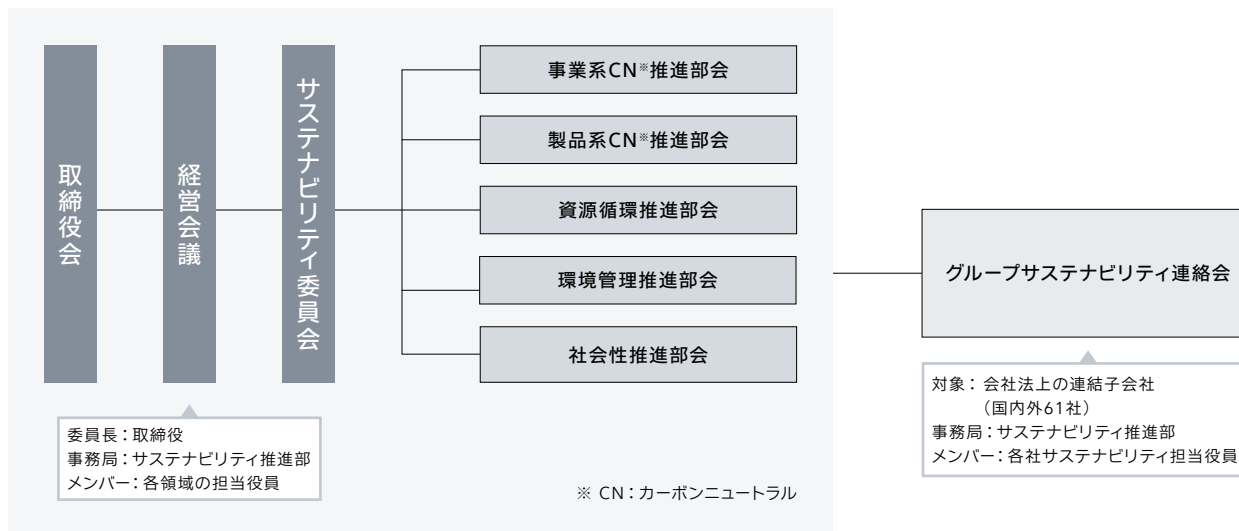 取締役会
経営会議
サステナビリティ委員会
事業系CN※推進部会
製品系CN※推進部会
資源循環推進部会
環境管理推進部会
社会性推進部会
委員長：取締役
事務局：サステナビリティ推進部
メンバー：各領域の担当役員
※ CN：カーボンニュートラル
グループサステナビリティ連絡会
対象：会社法上の連結子会社
（国内外61社）
事務局：サステナビリティ推進部
メンバー：各社サステナビリティ担当役員